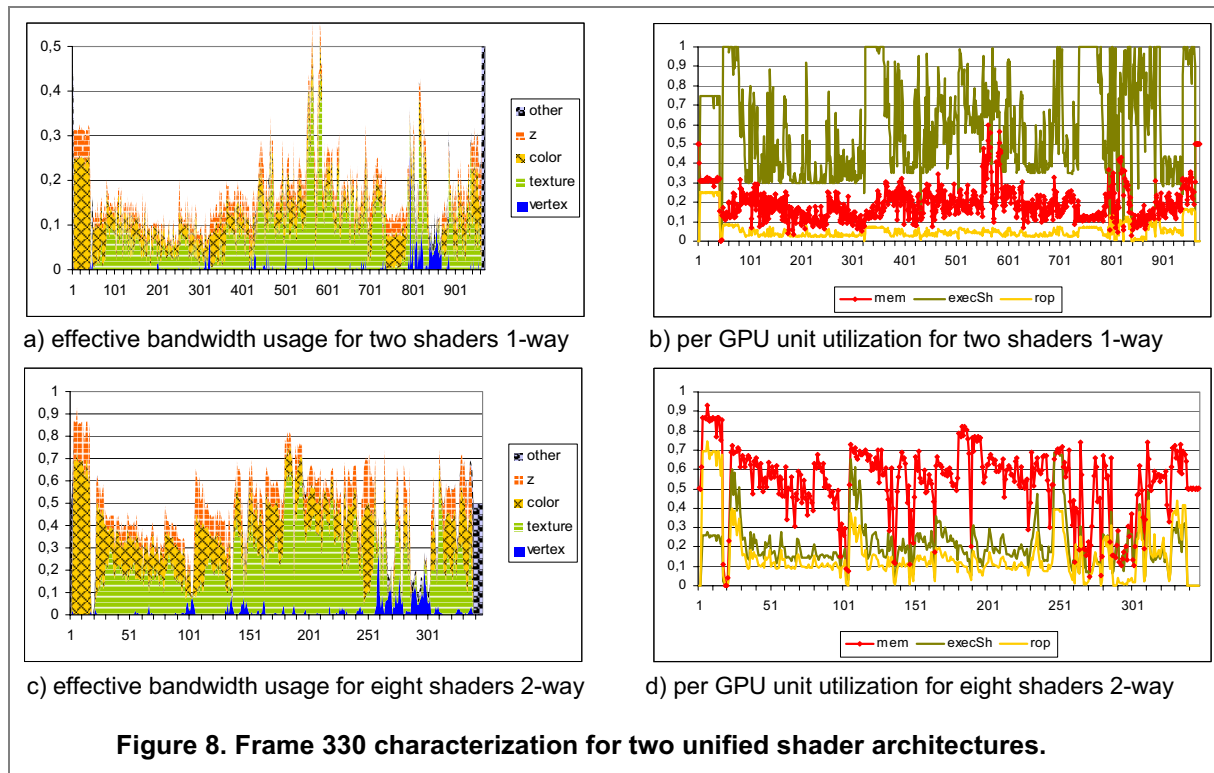 0,5
0,4
0,3
0,2
0,1
0
1 101 201 301 401 501 601 701 801 901
other
z
color
texture
vertex
a) effective bandwidth usage for two shaders 1-way
1
0,9
0,8
0,7
0,6
0,5
0,4
0,3
0,2
0,1
0
1 101 201 301 401 501 601 701 801 901
mem execSh rop
b) per GPU unit utilization for two shaders 1-way
1
0,9
0,8
0,7
0,6
0,5
0,4
0,3
0,2
0,1
0
1 51 101 151 201 251 301
other
z
color
texture
vertex
c) effective bandwidth usage for eight shaders 2-way
1
0,9
0,8
0,7
0,6
0,5
0,4
0,3
0,2
0,1
0
1 51 101 151 201 251 301
mem execSh rop
d) per GPU unit utilization for eight shaders 2-way
Figure 8. Frame 330 characterization for two unified shader architectures.